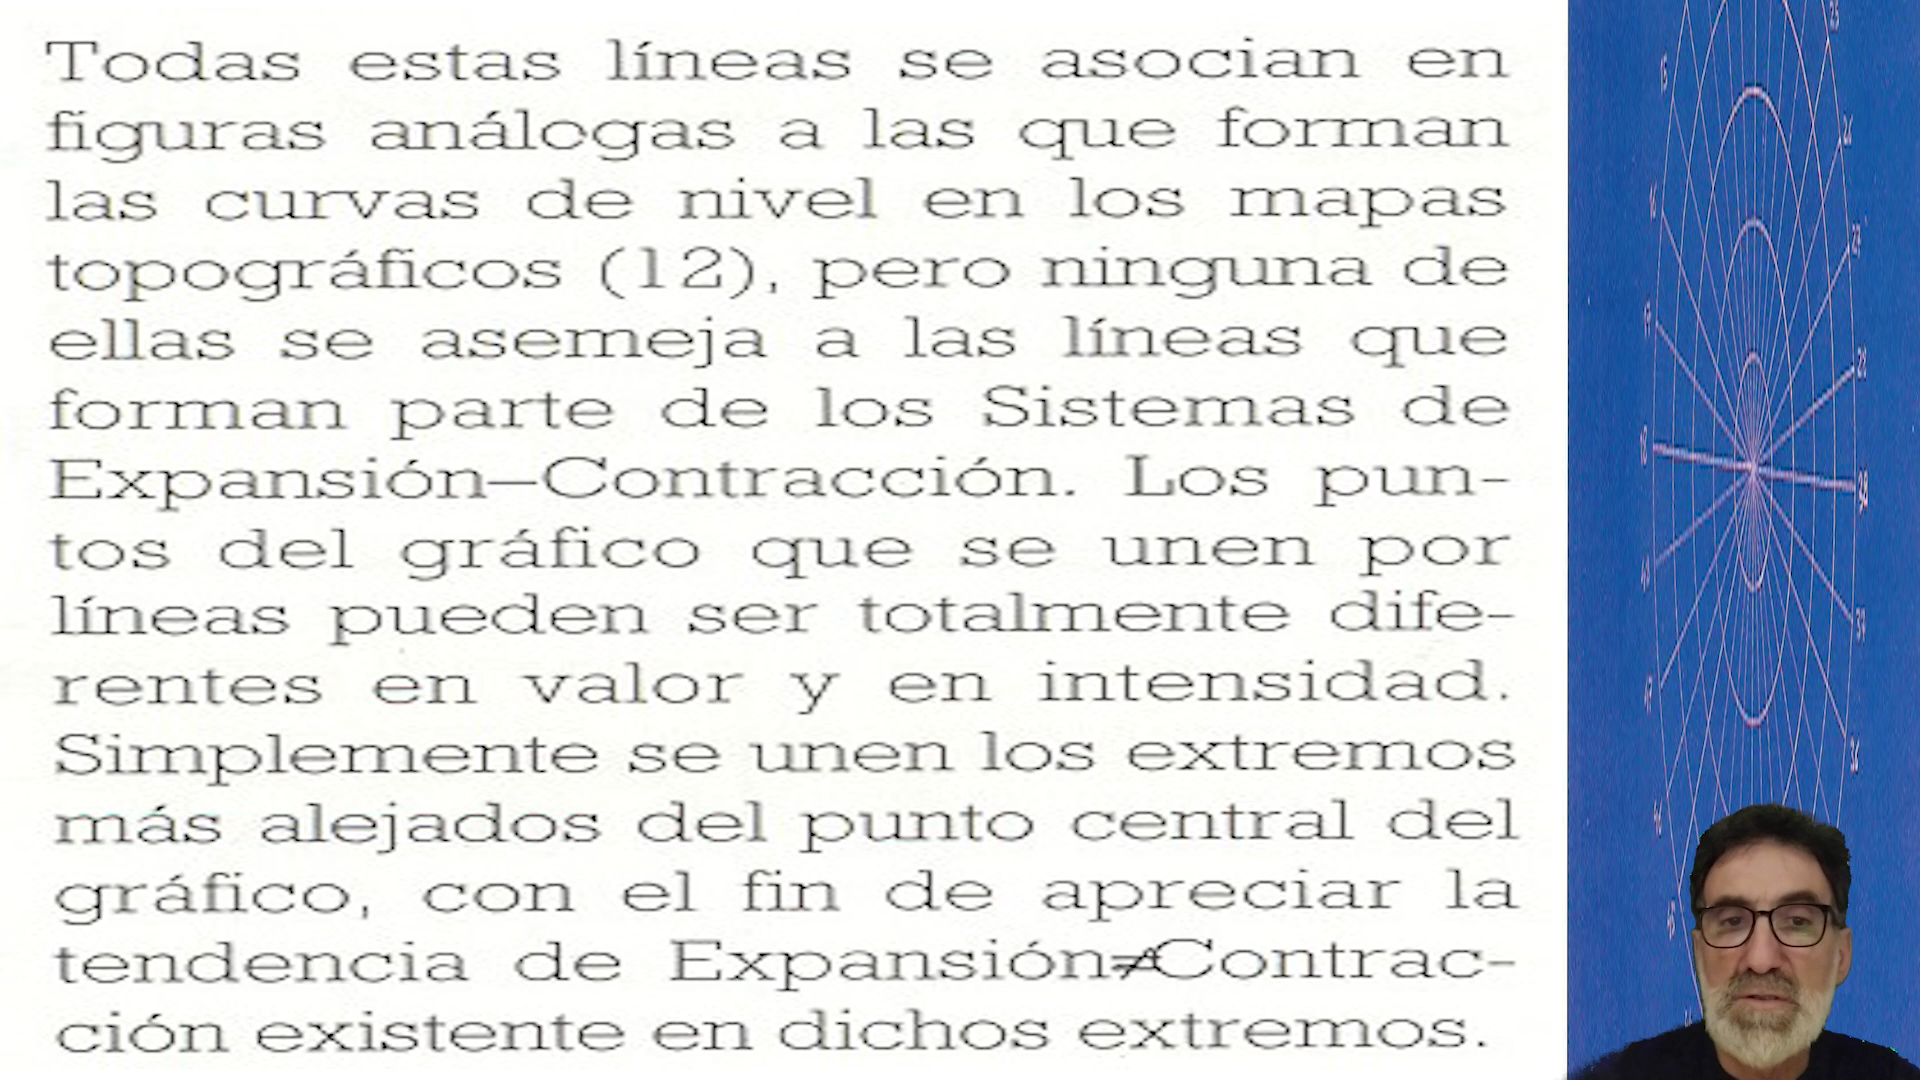 Todas estas líneas se asocian en
figuras análogas a las que forman
las curvas de nivel en los mapas
topográficos (12), pero ninguna de
ellas se asemeja a las líneas que
forman parte de los Sistemas de
Expansión—Contracción. Los pun-
tos del gráfico que se unen por
líneas pueden ser totalmente dife-
rentes en valor y en intensidad.
Simplemente se unen los extremos
más alejados del punto central del
gráfico, con el fin de apreciar la
tendencia de Expansión≠Contrac-
ción existente en dichos extremos.